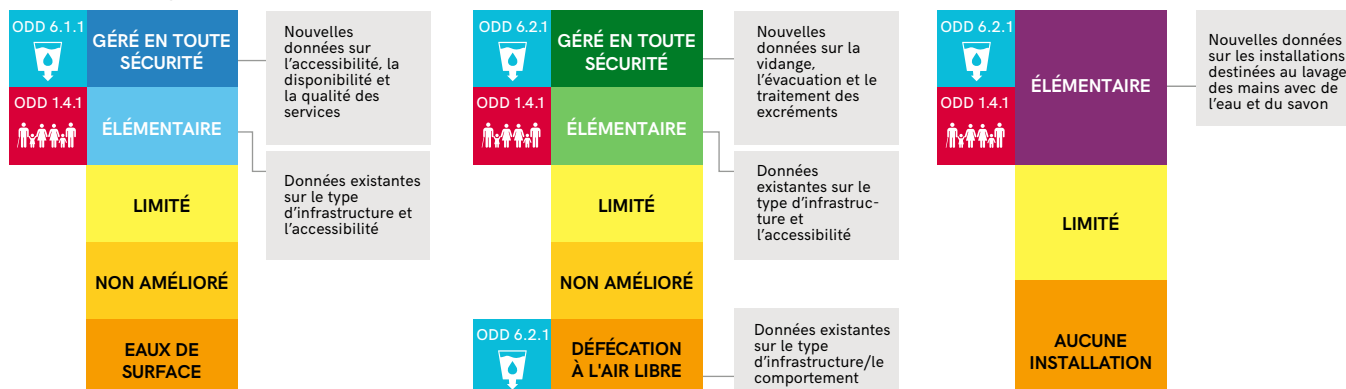 ODD 6.1.1
GÉRÉ EN TOUTE
SÉCURITÉ
Nouvelles
données sur
l'accessibilité, la
disponibilité et
la qualité des
services
ODD 1.4.1
ÉLÉMENTAIRE
Données existantes
sur le type
d'infrastructure et
l'accessibilité
LIMITÉ
NON AMÉLIORÉ
EAUX DE
SURFACE
ODD 6.2.1
GÉRÉ EN TOUTE
SÉCURITÉ
Nouvelles
données sur la
vidange,
l'évacuation et le
traitement des
excréments
ODD 1.4.1
ÉLÉMENTAIRE
Données
existantes sur le
type d'infrastruc-
ture et
l'accessibilité
LIMITÉ
NON AMÉLIORÉ
ODD 6.2.1
DÉFÉCATION
À L'AIR LIBRE
Données existantes
sur le type
d'infrastructure/le
comportement
ODD 6.2.1
ODD 1.4.1
ÉLÉMENTAIRE
Nouvelles données
sur les installations
destinées au lavage
des mains avec de
l'eau et du savon
LIMITÉ
AUCUNE
INSTALLATION